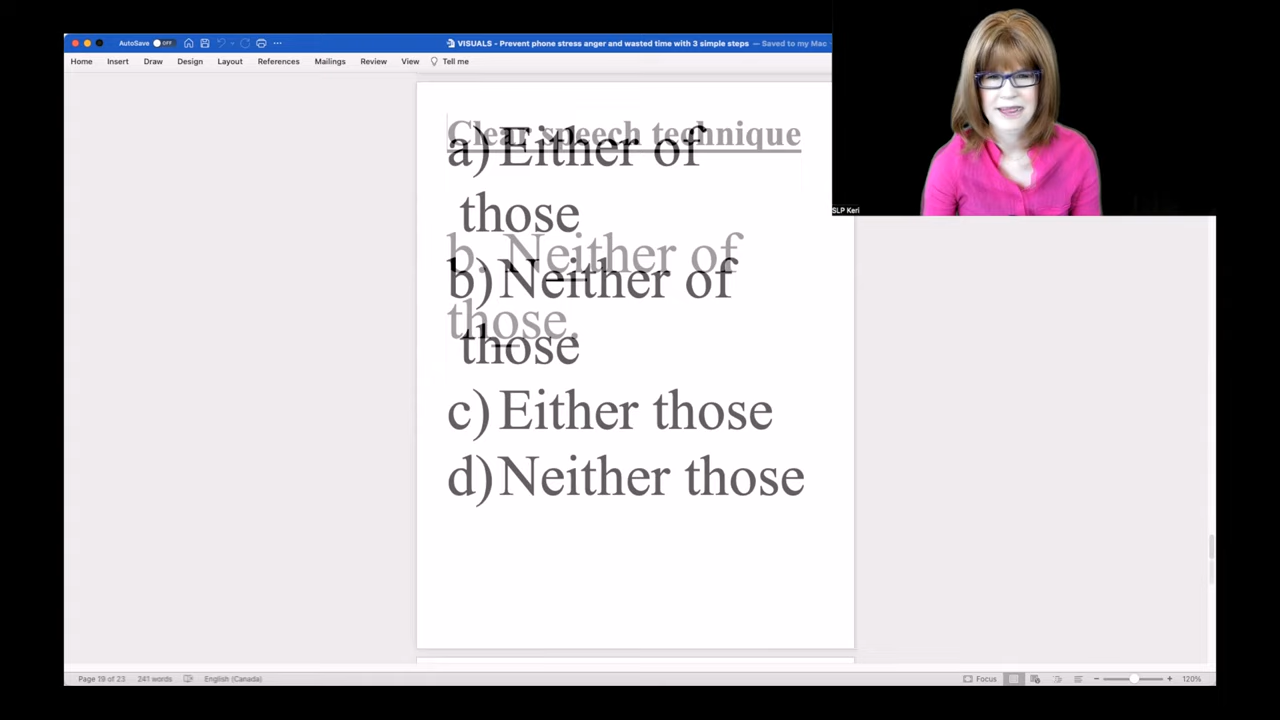 AutoSave OFF
VISUALS - Prevent phone stress anger and wasted time with 3 simple steps — Saved to my Mac
Home Insert Draw Design Layout References Mailings Review View Tell me
SLP Keri
Clear speech technique
a) Either of
those
b. Neither of
those.
b) Neither of
those
c) Either those
d) Neither those
Page 19 of 23 241 words English (Canada) Focus 120%